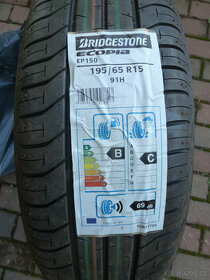 BRIDGESTONE
ECOPIA
EP150
195/65 R15
91H
B
C
69